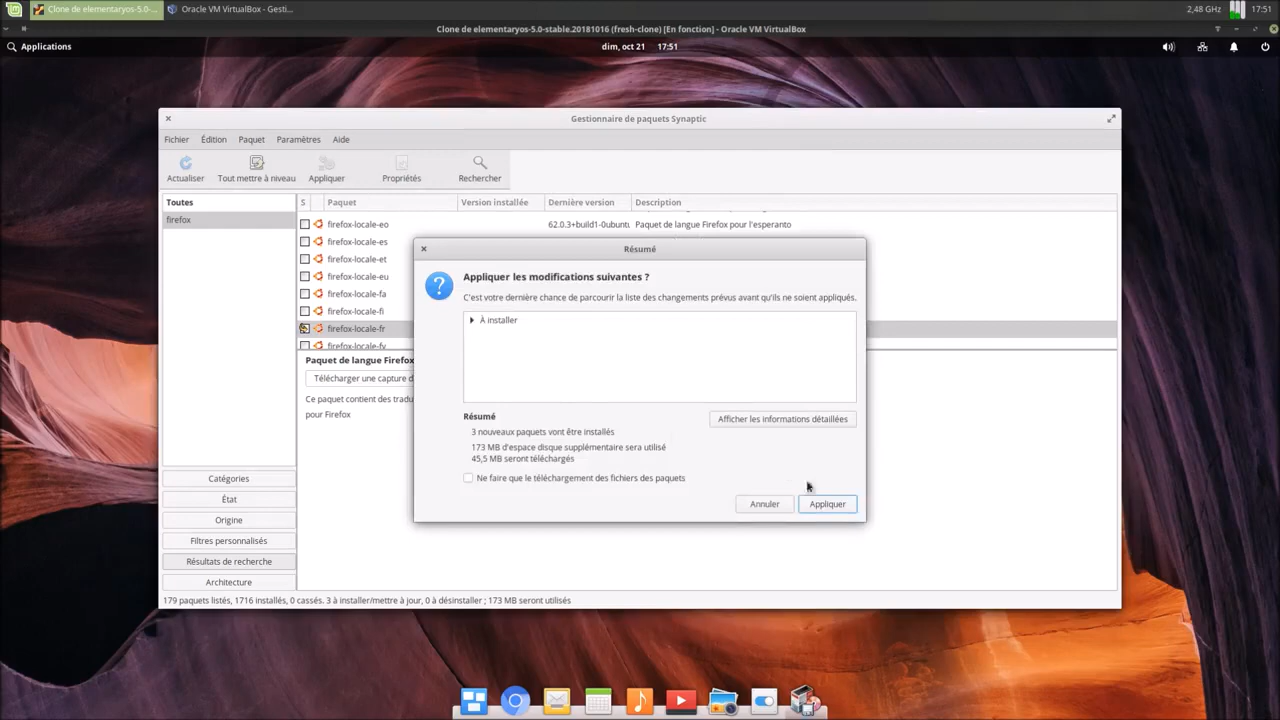 Clone de elementaryos-5.0-...
Oracle VM VirtualBox – Gesti...
2,48 GHz
17:51
Clone de elementaryos-5.0-stable.20181016 (fresh-clone) [En fonction] - Oracle VM VirtualBox
Applications
dim, oct 21 17:51
Gestionnaire de paquets Synaptic
Fichier Édition Paquet Paramètres Aide
Actualiser Tout mettre à niveau Appliquer Propriétés Rechercher
Toutes
firefox
S Paquet Version installée Dernière version Description
firefox-locale-eo 62.0.3+build1-0ubuntu Paquet de langue Firefox pour l'esperanto
firefox-locale-es
firefox-locale-et
firefox-locale-eu
firefox-locale-fa
firefox-locale-fi
firefox-locale-fr
firefox-locale-fy
Paquet de langue Firefox
Télécharger une capture d
Ce paquet contient des tradu
pour Firefox
Résumé
?
Appliquer les modifications suivantes ?
C'est votre dernière chance de parcourir la liste des changements prévus avant qu'ils ne soient appliqués.
À installer
Résumé
Afficher les informations détaillées
3 nouveaux paquets vont être installés
173 MB d'espace disque supplémentaire sera utilisé
45,5 MB seront téléchargés
Ne faire que le téléchargement des fichiers des paquets
Annuler Appliquer
Catégories
État
Origine
Filtres personnalisés
Résultats de recherche
Architecture
179 paquets listés, 1716 installés, 0 cassés. 3 à installer/mettre à jour, 0 à désinstaller ; 173 MB seront utilisés